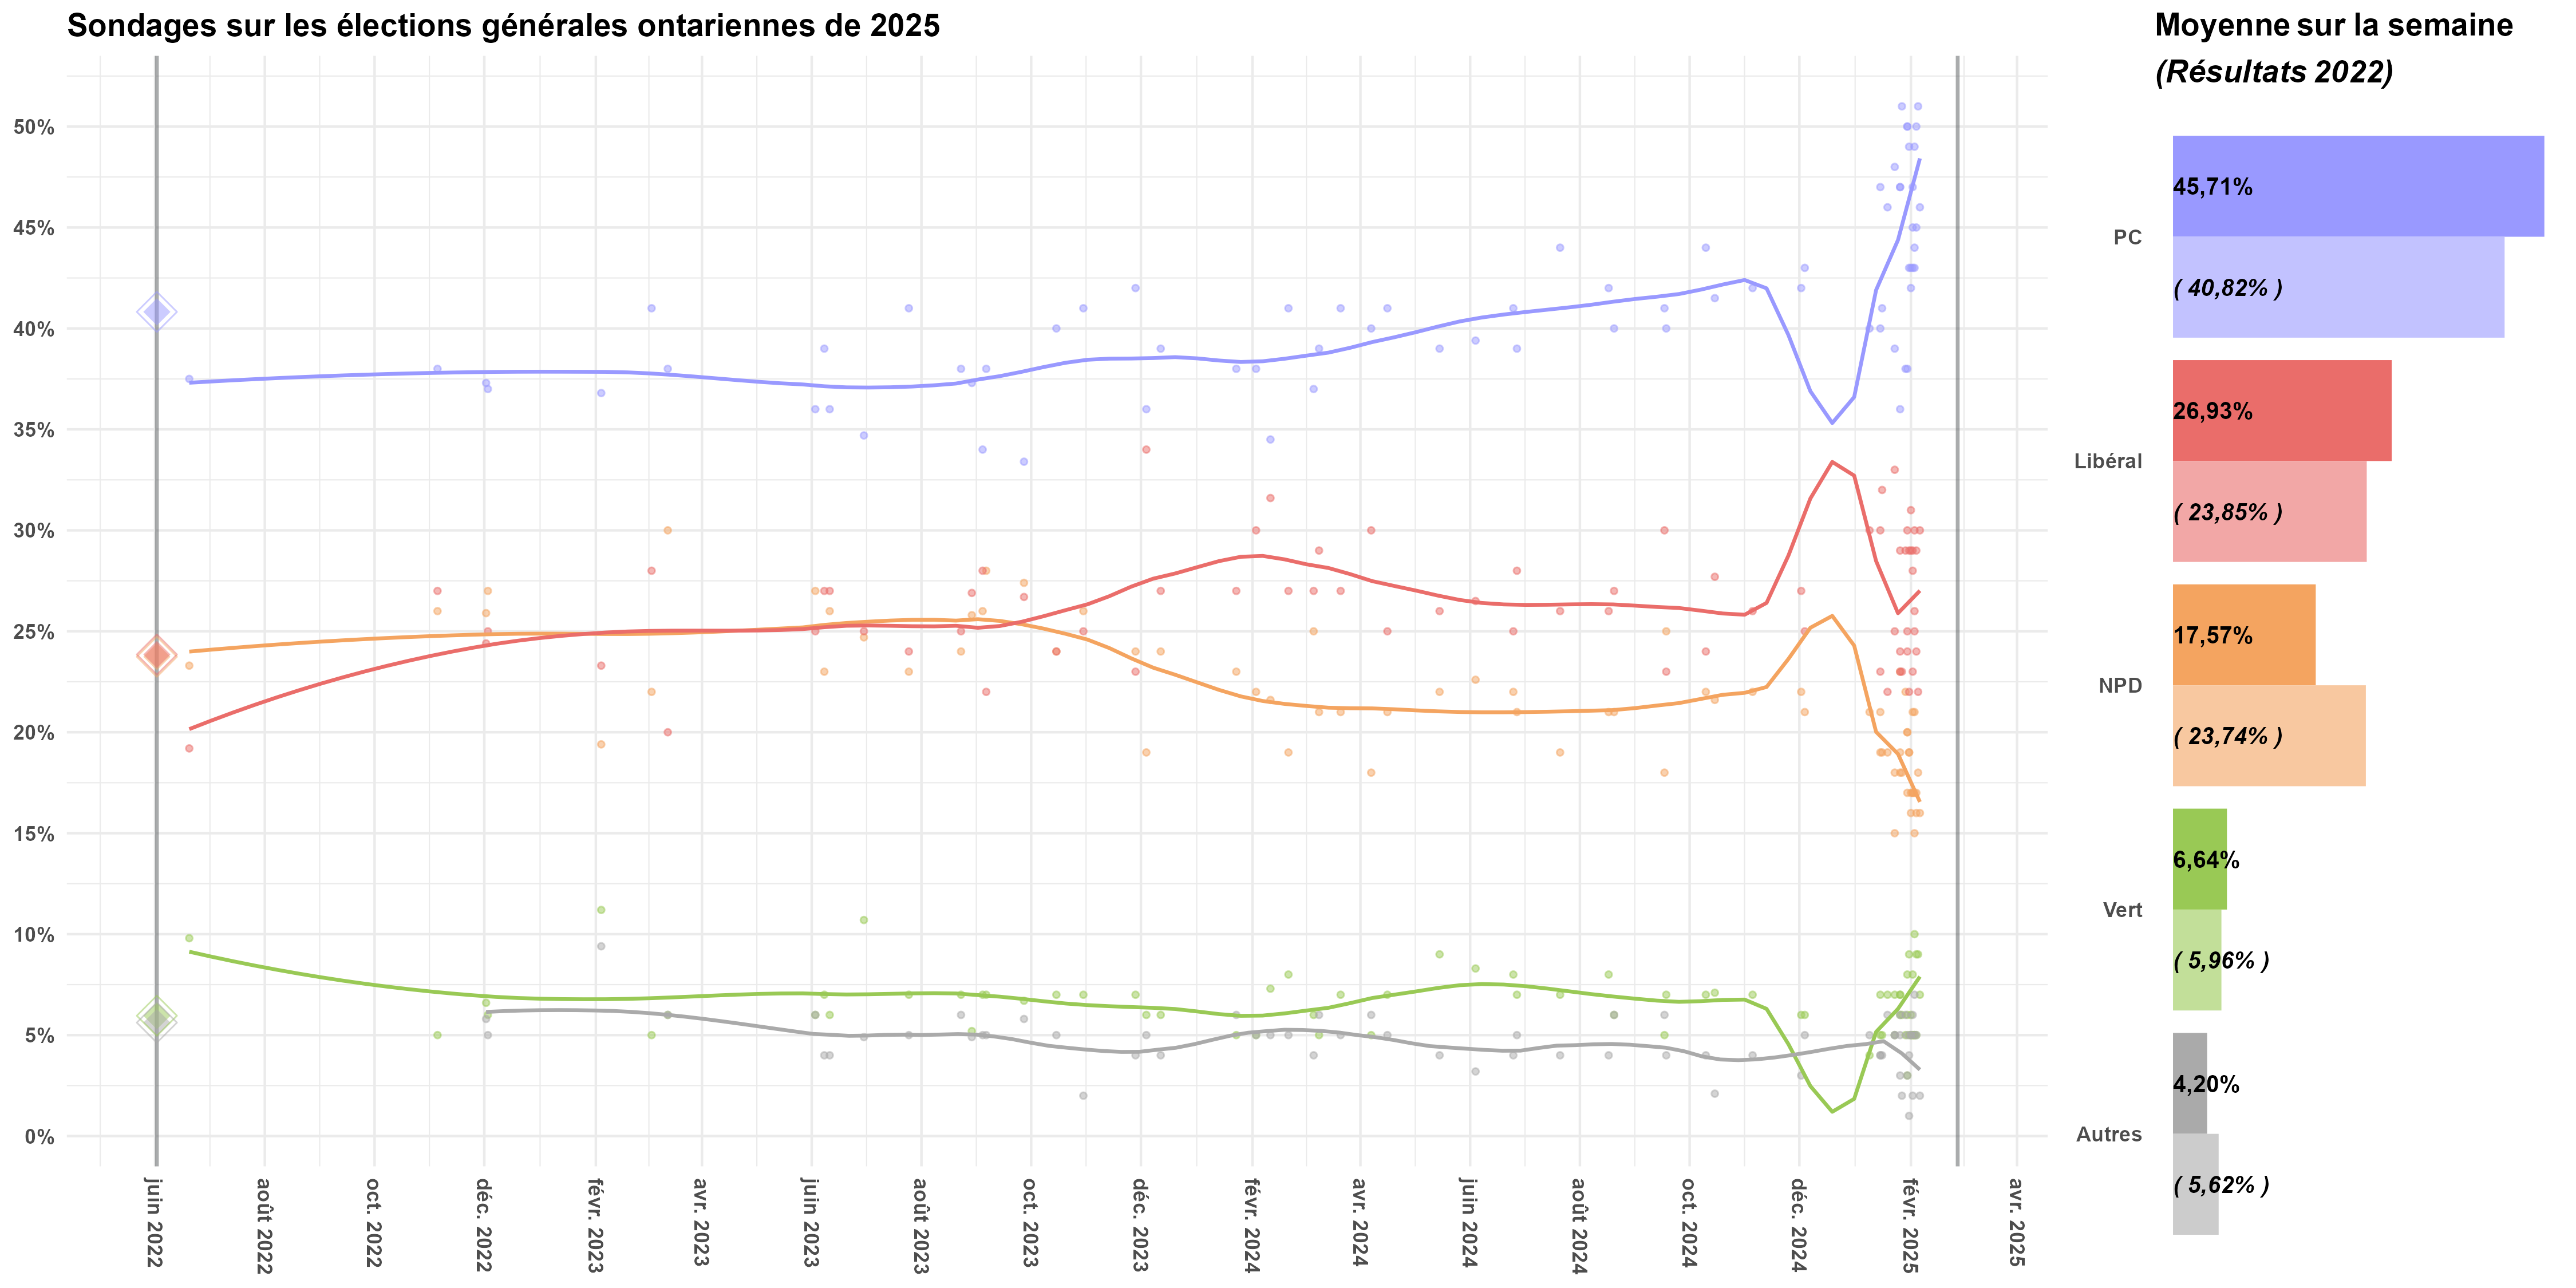 Sondages sur les élections générales ontariennes de 2025
50%
45%
40%
35%
30%
25%
20%
15%
10%
5%
0%
juin 2022
août 2022
oct. 2022
déc. 2022
févr. 2023
avr. 2023
juin 2023
août 2023
oct. 2023
déc. 2023
févr. 2024
avr. 2024
juin 2024
août 2024
oct. 2024
déc. 2024
févr. 2025
avr. 2025
Moyenne sur la semaine
(Résultats 2022)
PC
45,71%
( 40,82% )
Libéral
26,93%
( 23,85% )
NPD
17,57%
( 23,74% )
Vert
6,64%
( 5,96% )
Autres
4,20%
( 5,62% )